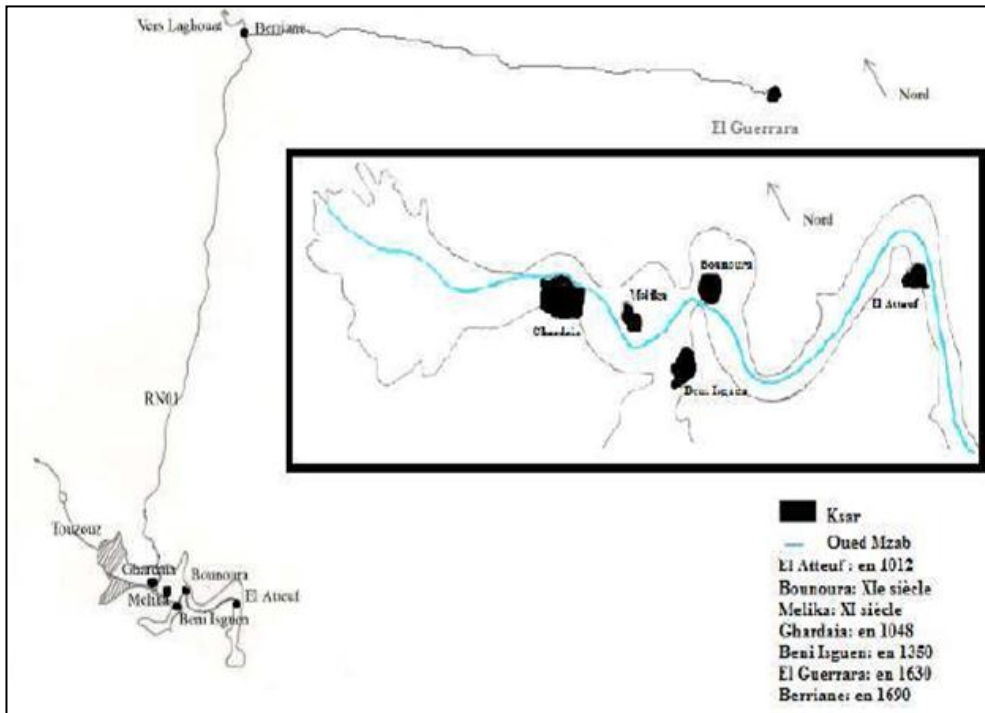 Vers Laghouat
Berriane
Nord
El Guerrara
Nord
Bounoura
Melika
El Atteuf
Ghardaia
Beni Isguen
RN01
Touzouz
Ghardaia
Bounoura
Melika
El Atteuf
Beni Isguen
Ksar
Oued Mzab
El Atteuf : en 1012
Bounoura: XIe siècle
Melika: XI siècle
Ghardaia: en 1048
Beni Isguen: en 1350
El Guerrara: en 1630
Berriane: en 1690